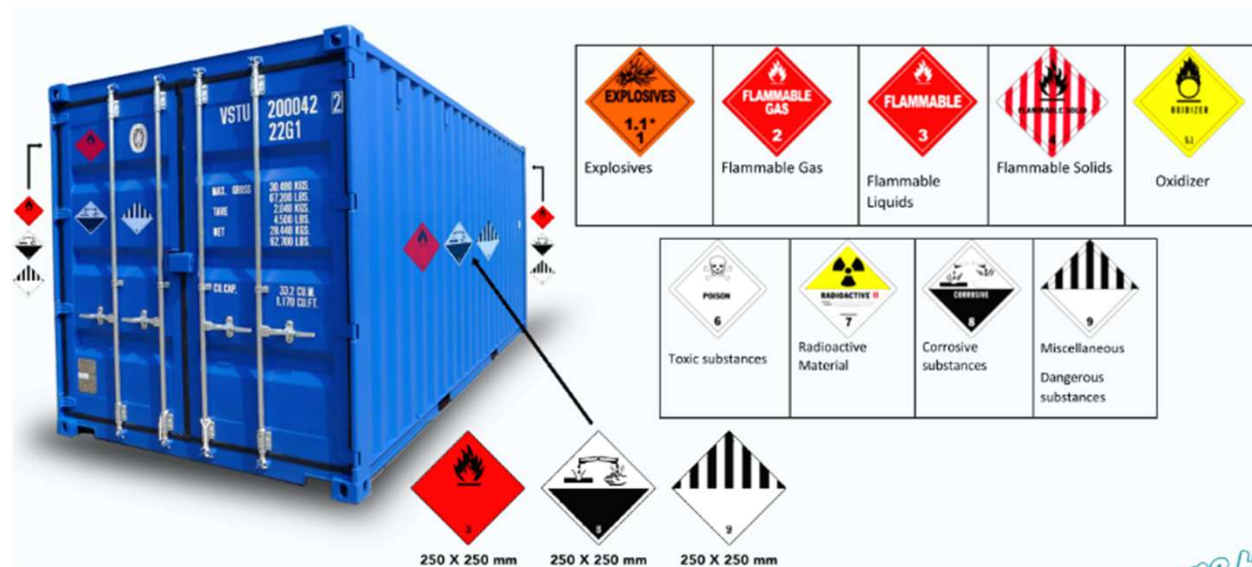 VSTU 200042 2
22G1
MAX. GROSS 30.480 KGS.
67.200 LBS.
TARE 2.040 KGS.
4.500 LBS.
NET 28.440 KGS.
62.700 LBS.
CU.CAP. 33.2 CU.M.
1.170 CU.FT.
EXPLOSIVES
1.1*
1
Explosives
FLAMMABLE
GAS
2
Flammable Gas
FLAMMABLE
3
Flammable
Liquids
FLAMMABLE SOLID
4
Flammable Solids
OXIDIZER
5.1
Oxidizer
POISON
6
Toxic substances
RADIOACTIVE II
7
Radioactive
Material
CORROSIVE
8
Corrosive
substances
9
Miscellaneous
Dangerous
substances
3
8
9
250 X 250 mm
250 X 250 mm
250 X 250 mm